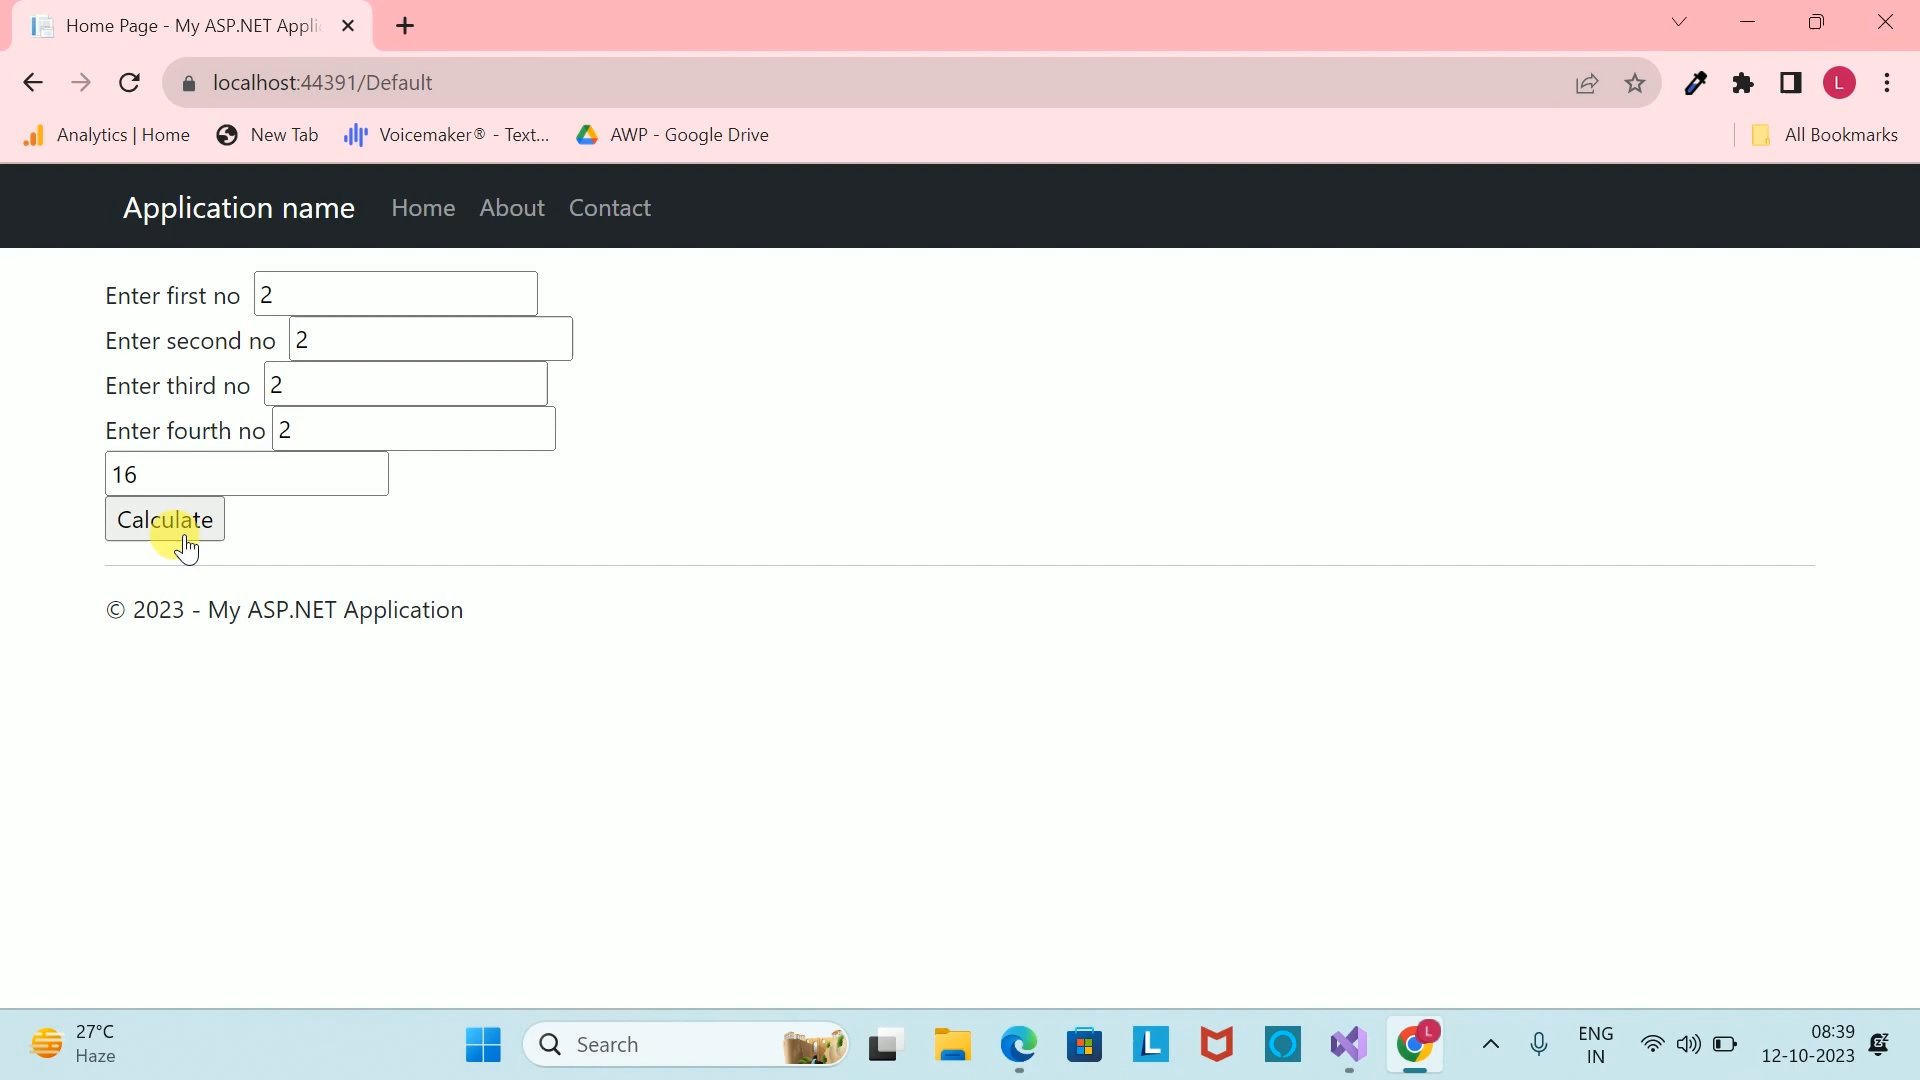 Home Page - My ASP.NET Appli
localhost:44391/Default
L
Analytics | Home New Tab Voicemaker® - Text... AWP - Google Drive All Bookmarks
Application name Home About Contact
Enter first no 2
Enter second no 2
Enter third no 2
Enter fourth no 2
16
Calculate
© 2023 - My ASP.NET Application
27°C
Haze
Search
L
L
ENG
IN
08:39
12-10-2023